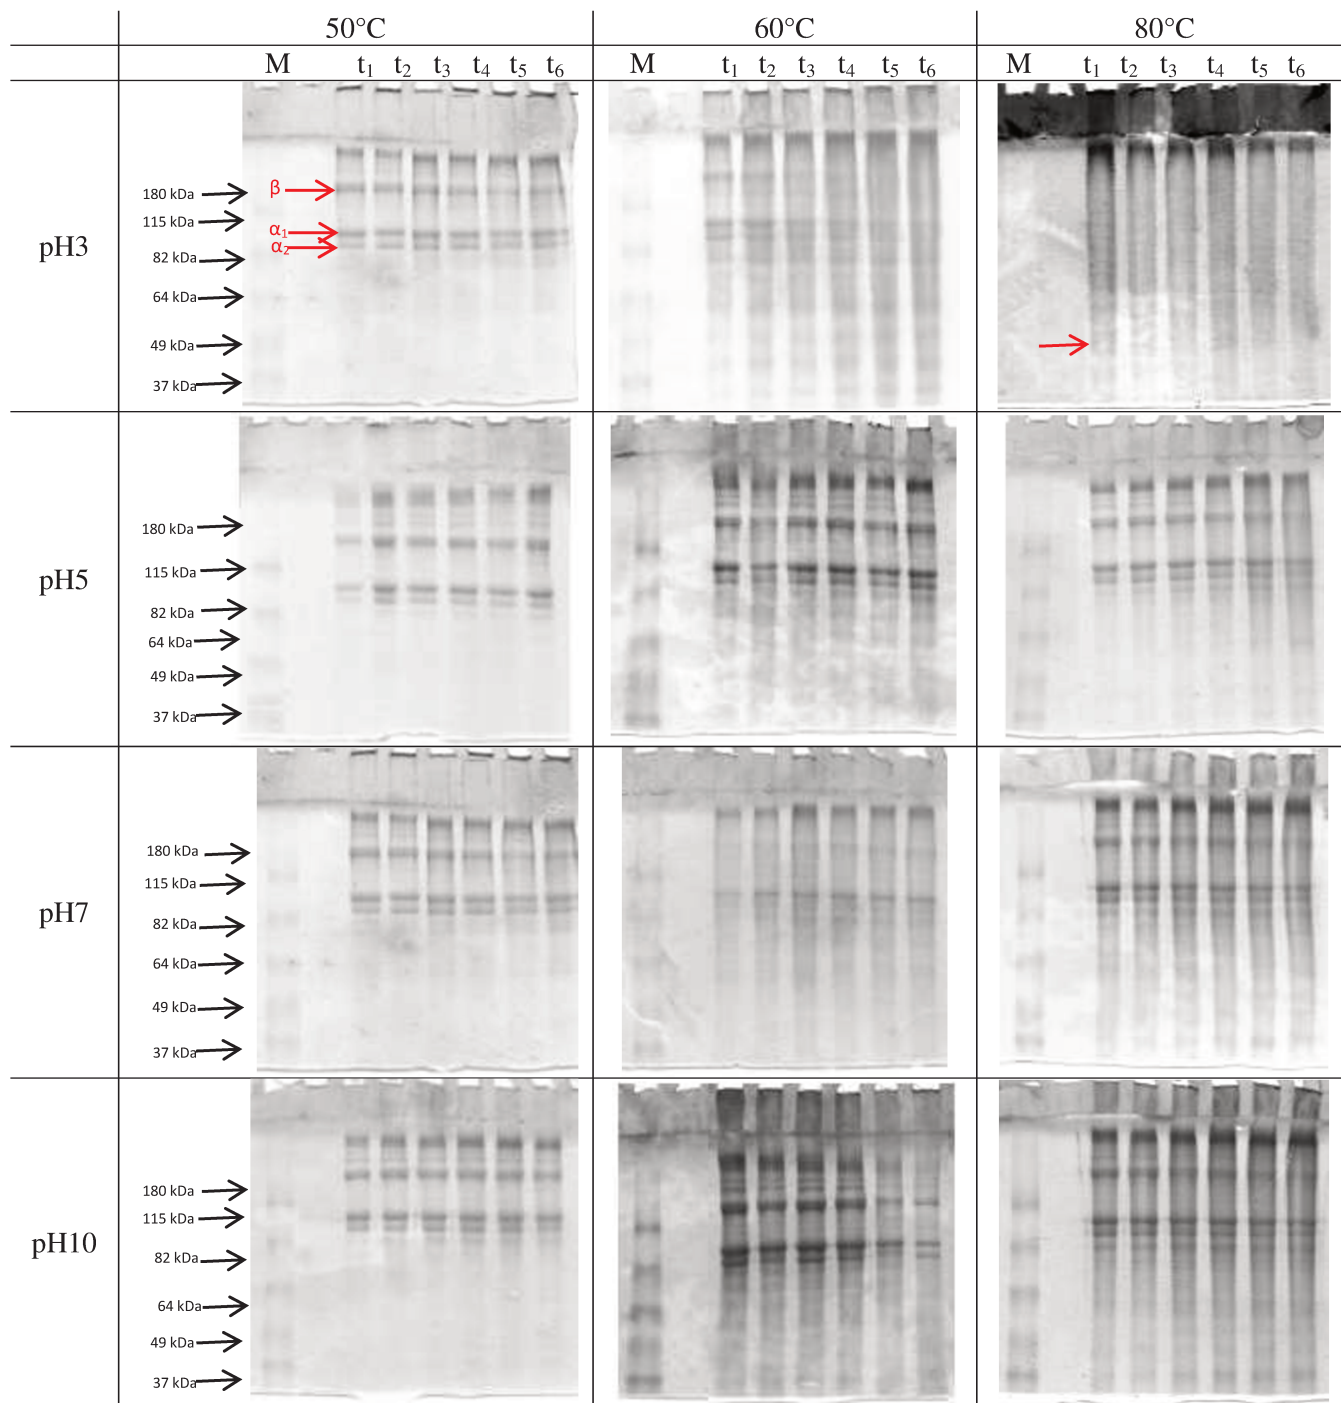 50°C 60°C 80°C
M t1 t2 t3 t4 t5 t6 M t1 t2 t3 t4 t5 t6 M t1 t2 t3 t4 t5 t6
pH3
180 kDa
β
115 kDa
α1
α2
82 kDa
64 kDa
49 kDa
37 kDa
pH5
180 kDa
115 kDa
82 kDa
64 kDa
49 kDa
37 kDa
pH7
180 kDa
115 kDa
82 kDa
64 kDa
49 kDa
37 kDa
pH10
180 kDa
115 kDa
82 kDa
64 kDa
49 kDa
37 kDa